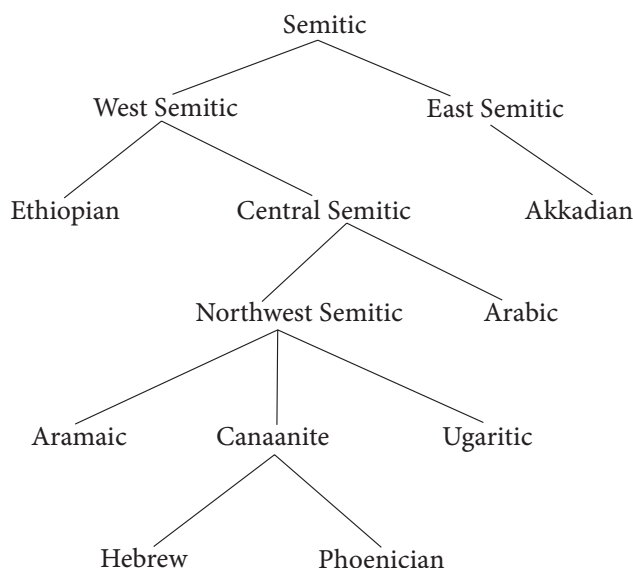 Semitic
West Semitic East Semitic
Ethiopian Central Semitic Akkadian
Northwest Semitic Arabic
Aramaic Canaanite Ugaritic
Hebrew Phoenician